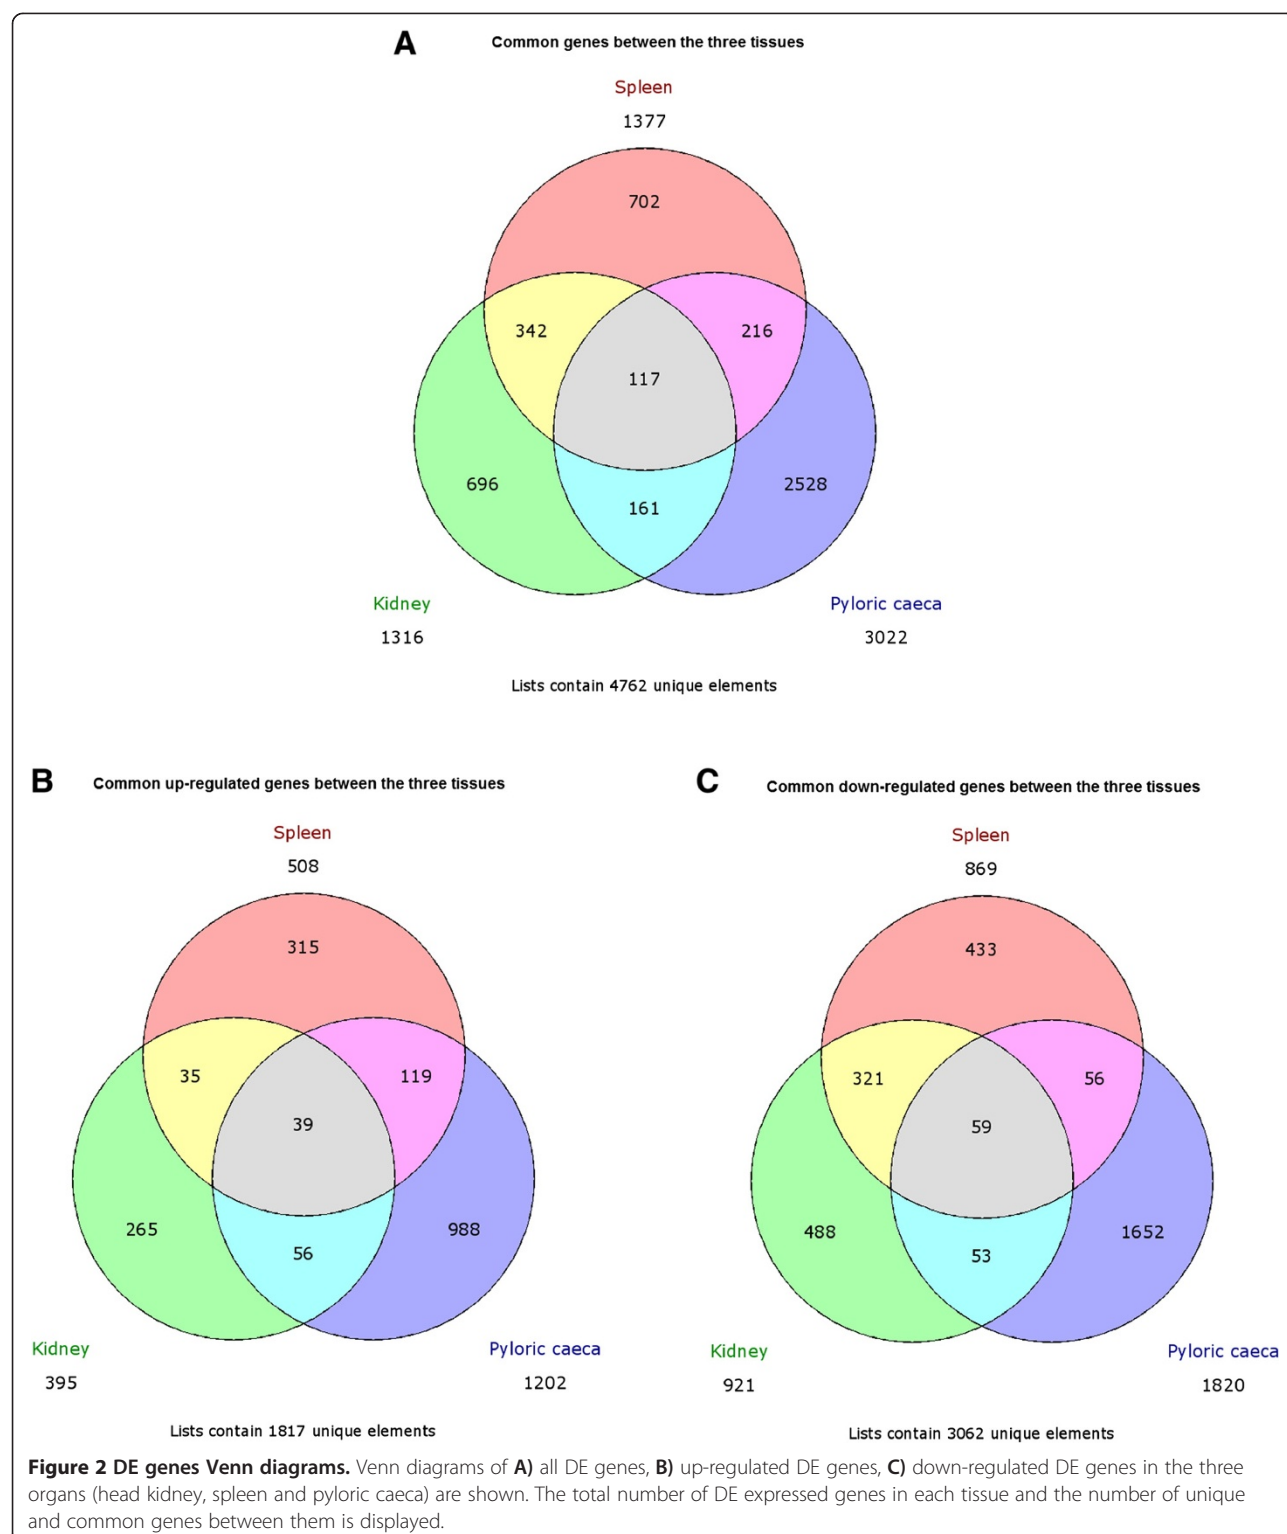 A
Common genes between the three tissues
Spleen
1377
702
342
216
117
696
2528
161
Kidney
Pyloric caeca
1316
3022
Lists contain 4762 unique elements
B
Common up-regulated genes between the three tissues
Spleen
508
315
35
119
39
265
988
56
Kidney
Pyloric caeca
395
1202
Lists contain 1817 unique elements
C
Common down-regulated genes between the three tissues
Spleen
869
433
321
56
59
488
1652
53
Kidney
Pyloric caeca
921
1820
Lists contain 3062 unique elements
Figure 2 DE genes Venn diagrams. Venn diagrams of A) all DE genes, B) up-regulated DE genes, C) down-regulated DE genes in the three
organs (head kidney, spleen and pyloric caeca) are shown. The total number of DE expressed genes in each tissue and the number of unique
and common genes between them is displayed.